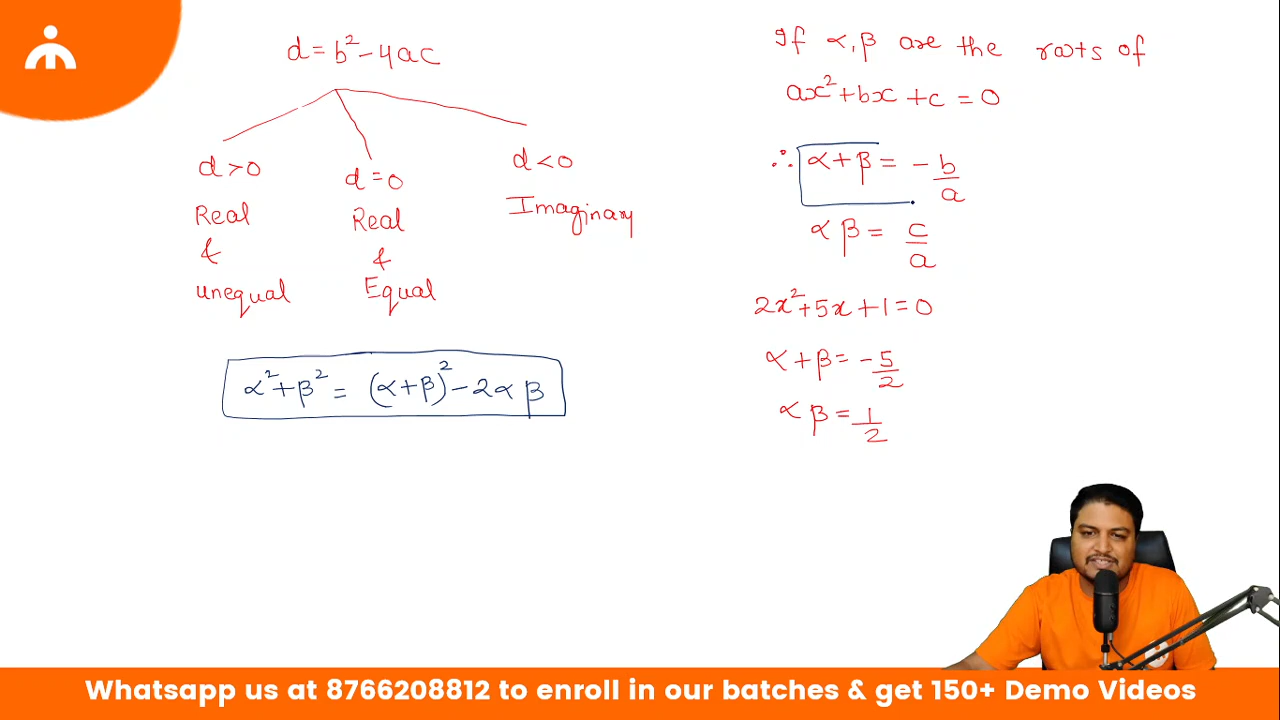 d = b² - 4ac
d > 0
Real
&
unequal
d = 0
Real
&
Equal
d < 0
Imaginary
α² + β² = (α + β)² - 2αβ
If α, β are the roots of
ax² + bx + c = 0
∴ α + β = -b/a
αβ = c/a
2x² + 5x + 1 = 0
α + β = -5/2
αβ = 1/2
Whatsapp us at 8766208812 to enroll in our batches & get 150+ Demo Videos